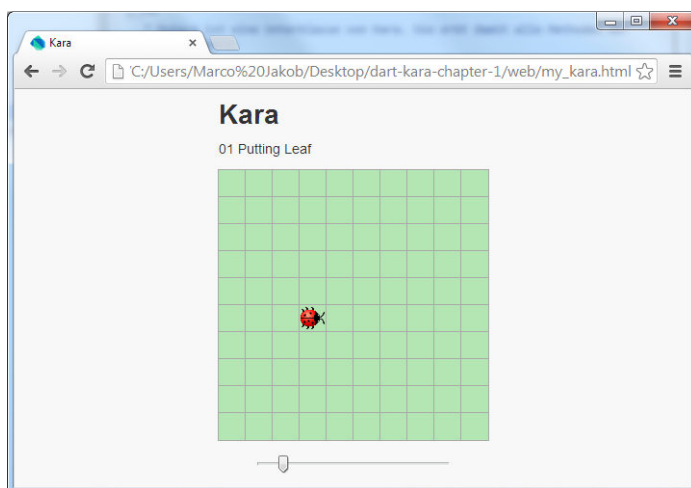 Kara
C:/Users/Marco%20Jakob/Desktop/dart-kara-chapter-1/web/my_kara.html
Kara
01 Putting Leaf